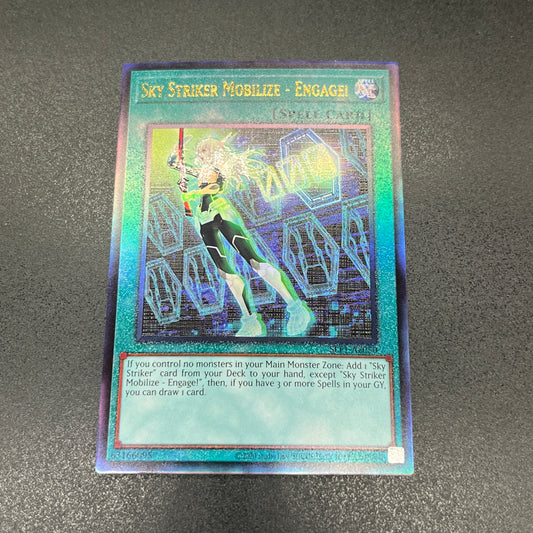 Sky Striker Mobilize - Engage!
SPELL
[Spell Card]
If you control no monsters in your Main Monster Zone: Add 1 "Sky
Striker" card from your Deck to your hand, except "Sky Striker
Mobilize - Engage!", then, if you have 3 or more Spells in your GY,
you can draw 1 card.